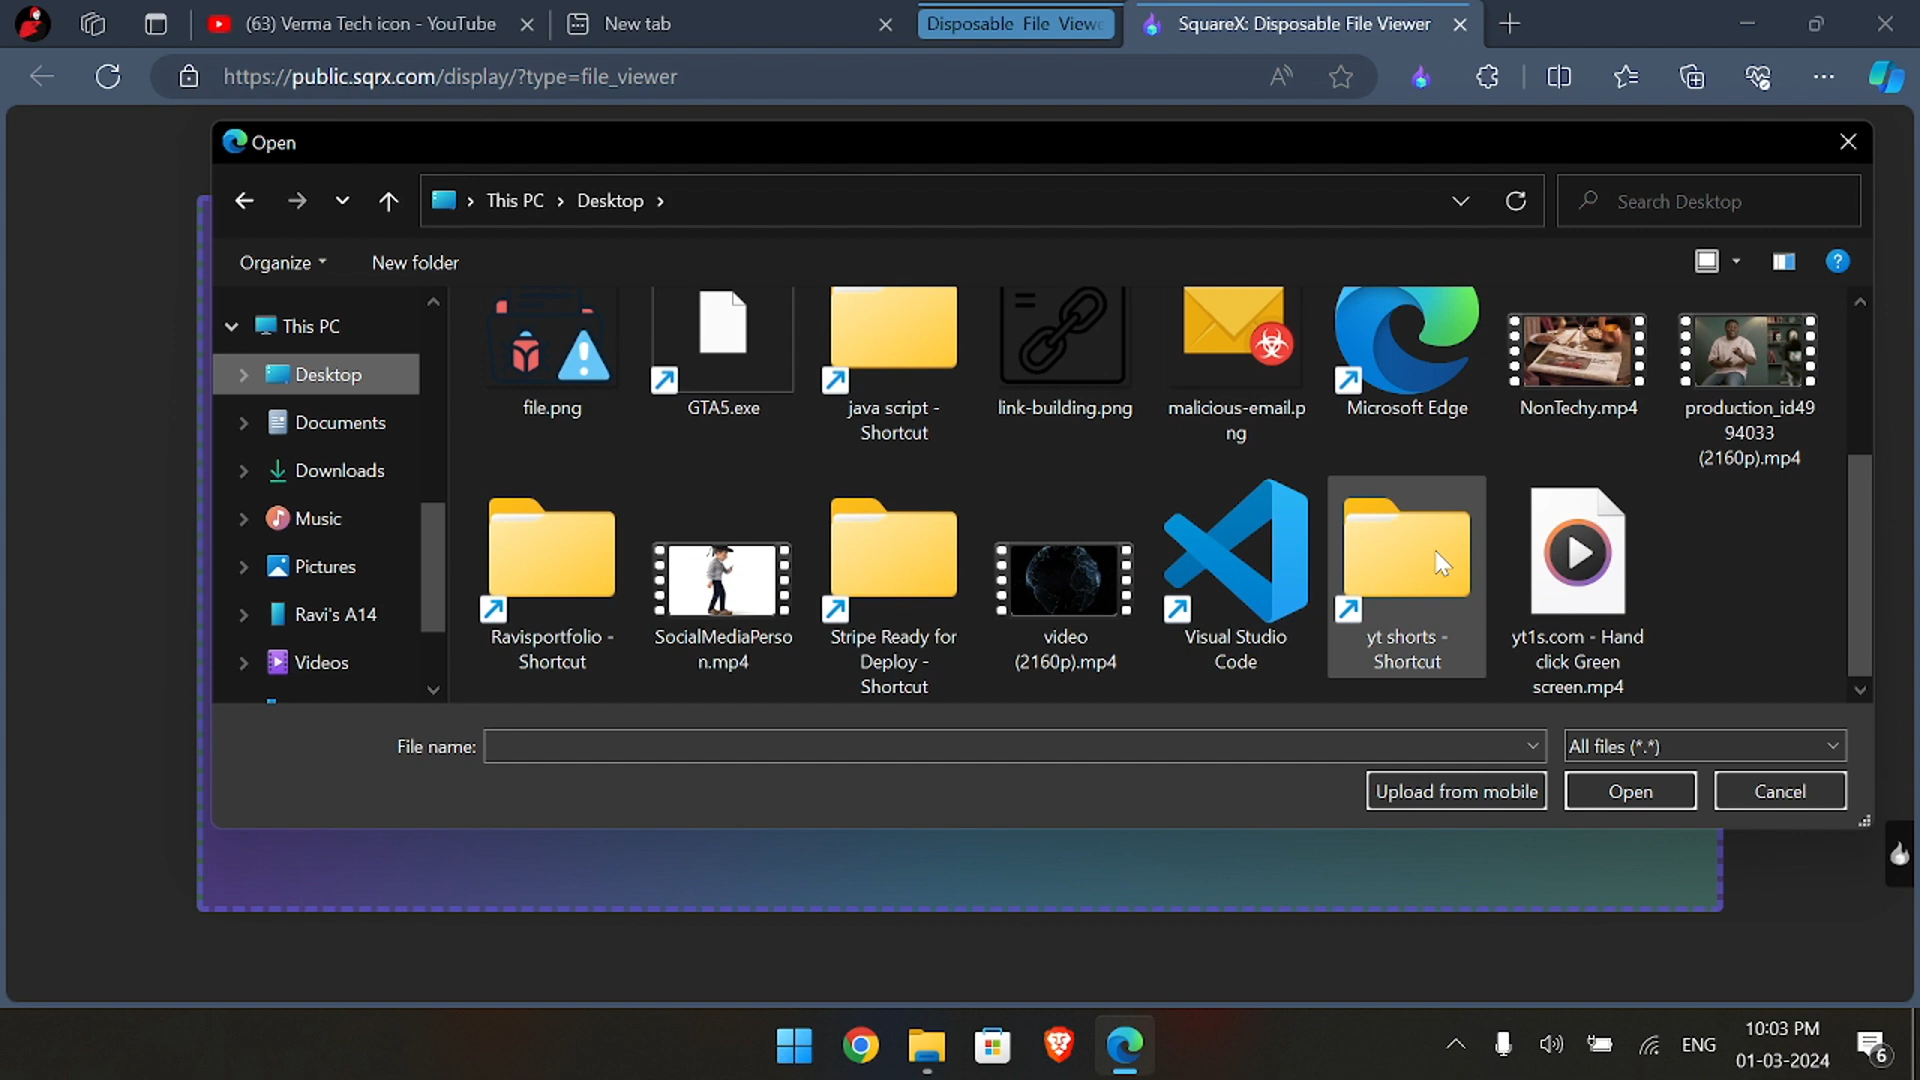 (63) Verma Tech icon - YouTube
New tab
Disposable File View
SquareX: Disposable File Viewer
https://public.sqrx.com/display/?type=file_viewer
Open
This PC > Desktop >
Search Desktop
Organize
New folder
This PC
Desktop
Documents
Downloads
Music
Pictures
Ravi's A14
Videos
file.png
GTA5.exe
java script -
Shortcut
link-building.png
malicious-email.p
ng
Microsoft Edge
NonTechy.mp4
production_id49
94033
(2160p).mp4
Ravisportfolio -
Shortcut
SocialMediaPerso
n.mp4
Stripe Ready for
Deploy -
Shortcut
video
(2160p).mp4
Visual Studio
Code
yt shorts -
Shortcut
yt1s.com - Hand
click Green
screen.mp4
File name:
All files (*.*)
Upload from mobile
Open
Cancel
ENG
10:03 PM
01-03-2024
6